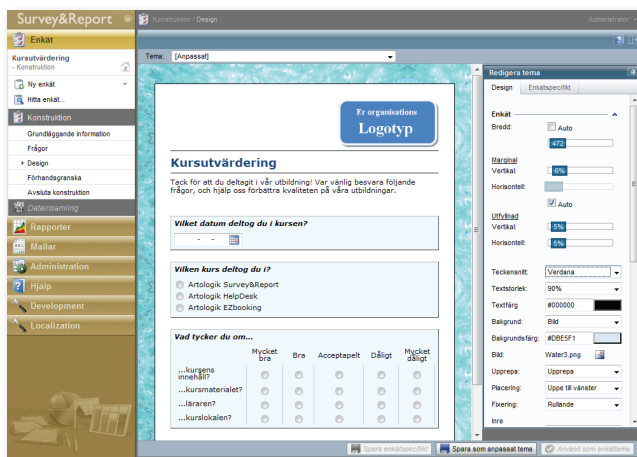 Survey&Report
Konstruktion / Design :
Administrator
Enkät
Kursutvärdering
- Konstruktion
Ny enkät
Hitta enkät...
Konstruktion
Grundläggande information
Frågor
Design
Förhandsgranska
Avsluta konstruktion
Datainsamling
Rapporter
Mallar
Administration
Hjälp
Development
Localization
Tema: [Anpassat]
Er organisations
Logotyp
Kursutvärdering
Tack för att du deltagit i vår utbildning! Var vänlig besvara följande
frågor, och hjälp oss förbättra kvaliteten på våra utbildningar.
Vilket datum deltog du i kursen?
- -
Vilken kurs deltog du i?
Artologik Survey&Report
Artologik HelpDesk
Artologik EZbooking
Vad tycker du om...
Mycket bra Bra Acceptapelt Dåligt Mycket dåligt
...kursens innehåll?
...kursmaterialet?
...läraren?
...kurslokalen?
Redigera tema
Design Enkätspecifikt
Enkät
Bredd: Auto
472
Marginal
Vertikal: 6%
Horisontell:
Auto
Utfyllnad
Vertikal: 5%
Horisontell: 5%
Teckensnitt: Verdana
Textstorlek: 90%
Textfärg #000000
Bakgrund: Bild
Bakgrundsfärg: #DBE5F1
Bild: Water3.png
Upprepa: Upprepa
Placering: Uppe till vänster
Fixering: Rullande
Inre
Spara enkätspecifikt
Spara som anpassat tema
Använd som enkättema